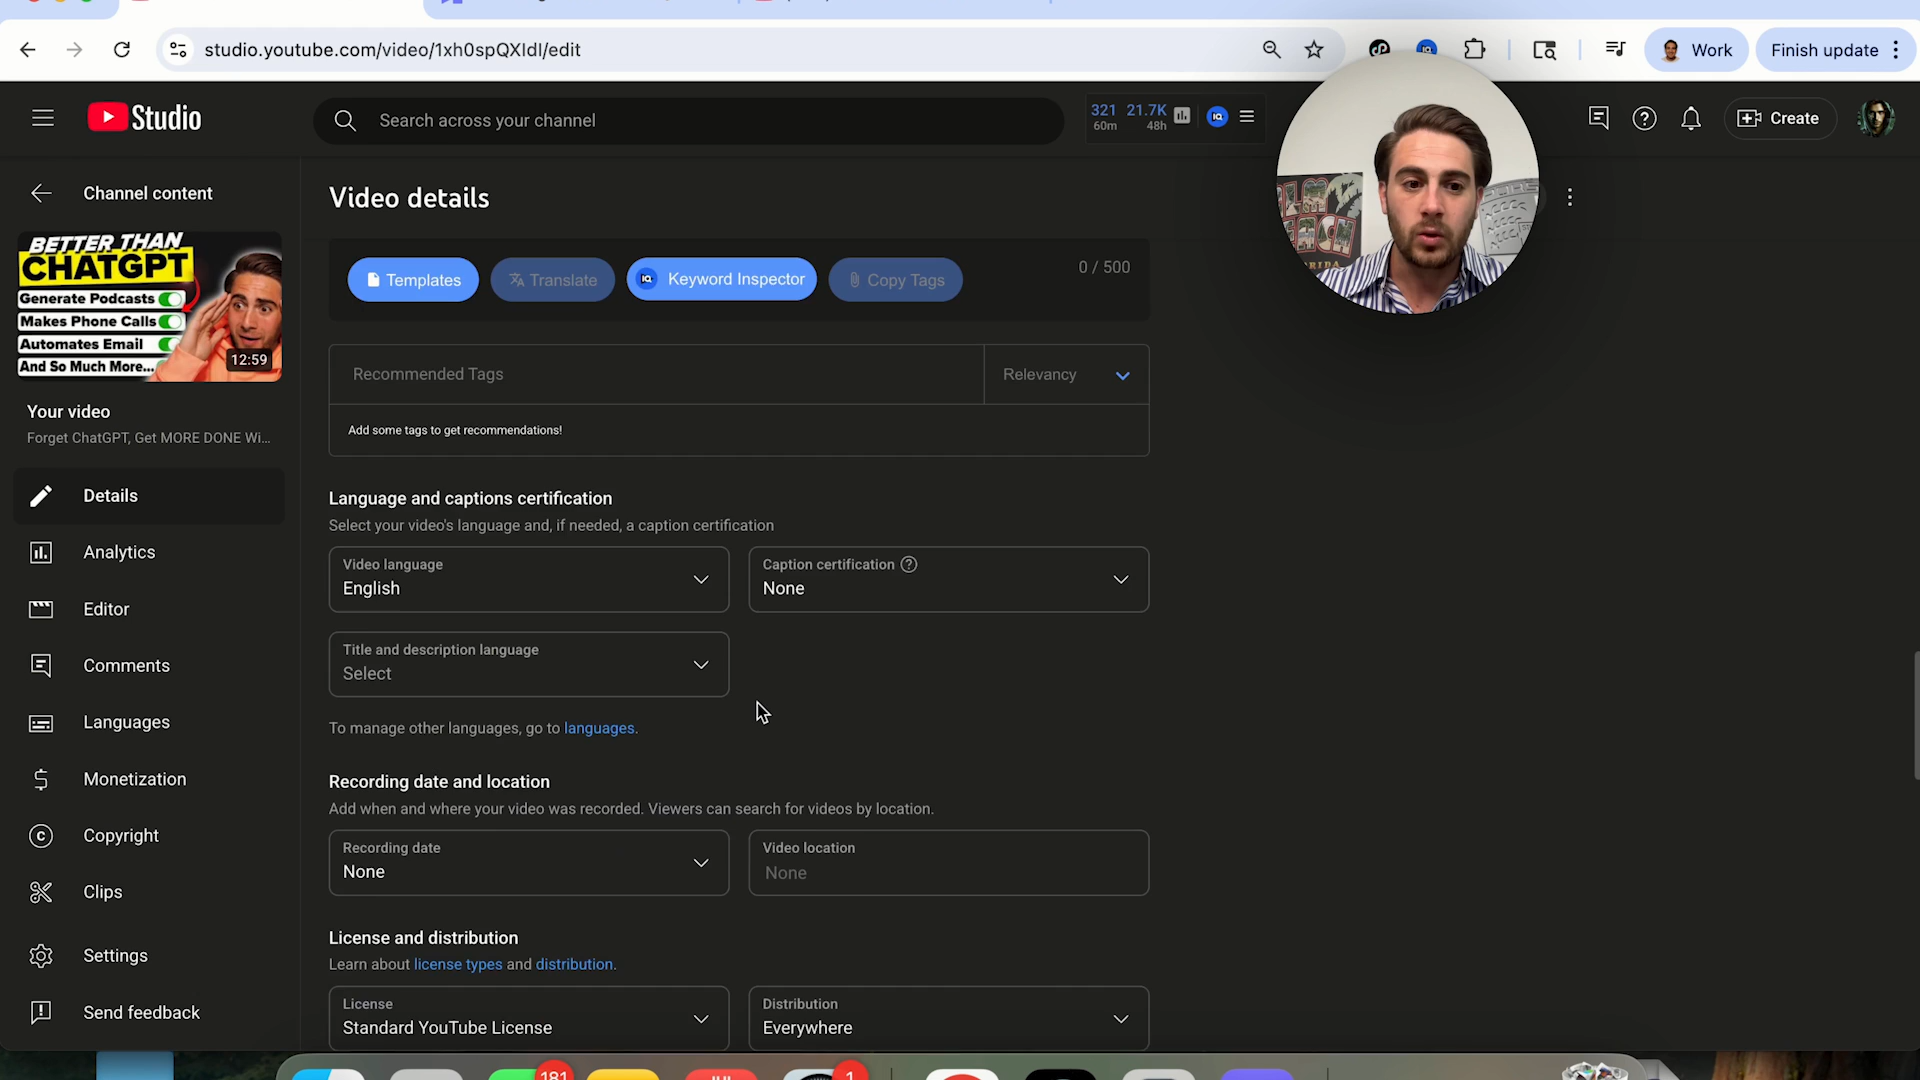 studio.youtube.com/video/1xh0spQXIdI/edit
Work
Finish update
Studio
Search across your channel
321
60m
21.7K
48h
IQ
Create
Channel content
BETTER THAN
CHATGPT
Generate Podcasts
Makes Phone Calls
Automates Email
And So Much More...
12:59
Your video
Forget ChatGPT, Get MORE DONE Wi...
Details
Analytics
Editor
Comments
Languages
Monetization
Copyright
Clips
Settings
Send feedback
Video details
Templates
Translate
IQ
Keyword Inspector
Copy Tags
0 / 500
Recommended Tags
Relevancy
Add some tags to get recommendations!
Language and captions certification
Select your video's language and, if needed, a caption certification
Video language
English
Caption certification
None
Title and description language
Select
To manage other languages, go to languages.
Recording date and location
Add when and where your video was recorded. Viewers can search for videos by location.
Recording date
None
Video location
None
License and distribution
Learn about license types and distribution.
License
Standard YouTube License
Distribution
Everywhere
181
1